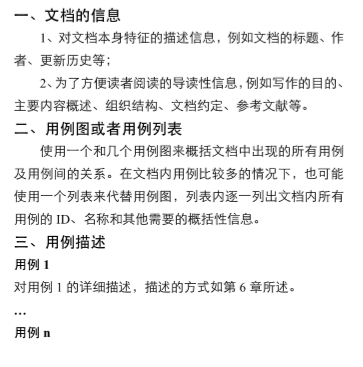 一、文档的信息
1、对文档本身特征的描述信息，例如文档的标题、作
者、更新历史等；
2、为了方便读者阅读的导读性信息，例如写作的目的、
主要内容概述、组织结构、文档约定、参考文献等。
二、用例图或者用例列表
使用一个和几个用例图来概括文档中出现的所有用例
及用例间的关系。在文档内用例比较多的情况下，也可能
使用一个列表来代替用例图，列表内逐一列出文档内所有
用例的 ID、名称和其他需要的概括性信息。
三、用例描述
用例 1
对用例 1 的详细描述，描述的方式如第 6 章所述。
…
用例 n